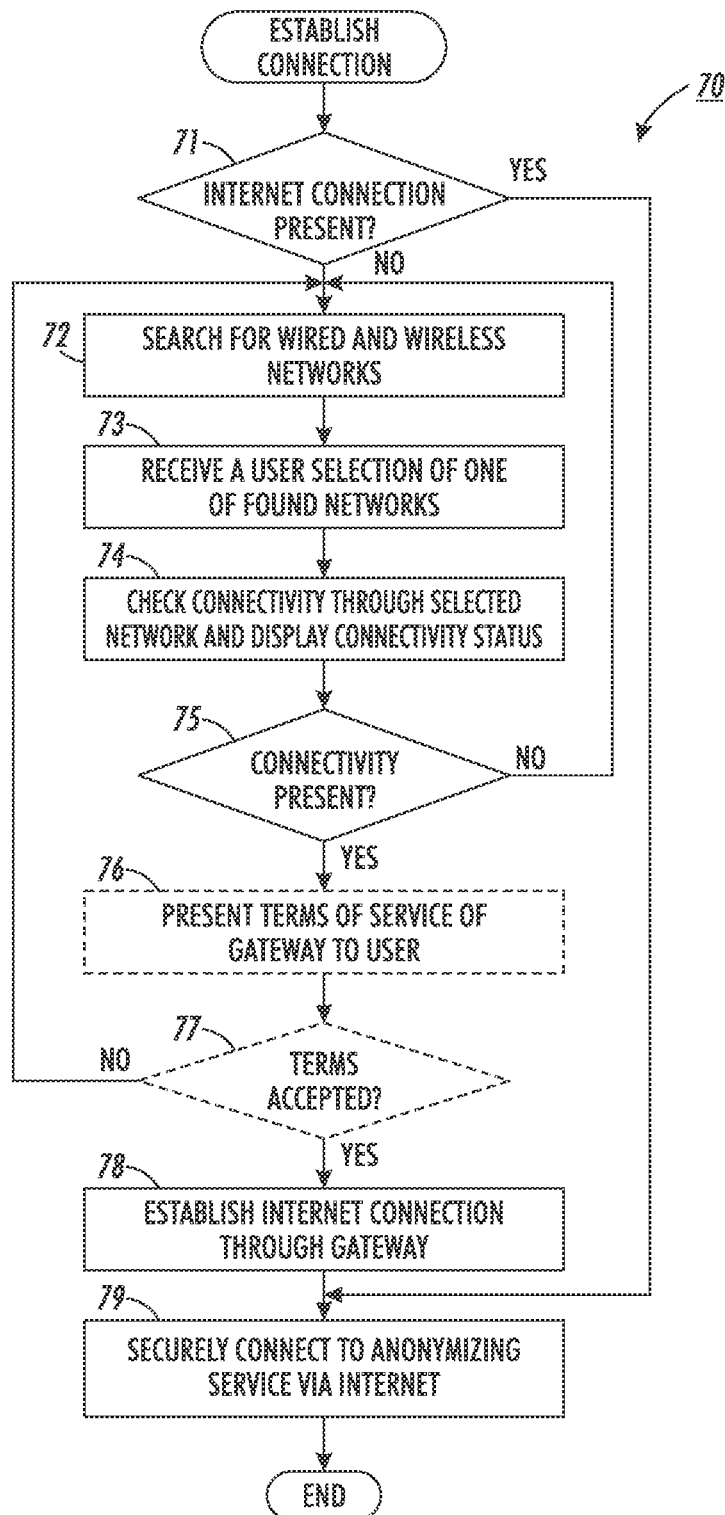 ESTABLISH
CONNECTION
70
71
YES
INTERNET CONNECTION
PRESENT?
NO
72
SEARCH FOR WIRED AND WIRELESS
NETWORKS
73
RECEIVE A USER SELECTION OF ONE
OF FOUND NETWORKS
74
CHECK CONNECTIVITY THROUGH SELECTED
NETWORK AND DISPLAY CONNECTIVITY STATUS
75
CONNECTIVITY
PRESENT?
NO
YES
76
PRESENT TERMS OF SERVICE OF
GATEWAY TO USER
77
NO
TERMS
ACCEPTED?
YES
78
ESTABLISH INTERNET CONNECTION
THROUGH GATEWAY
79
SECURELY CONNECT TO ANONYMIZING
SERVICE VIA INTERNET
END